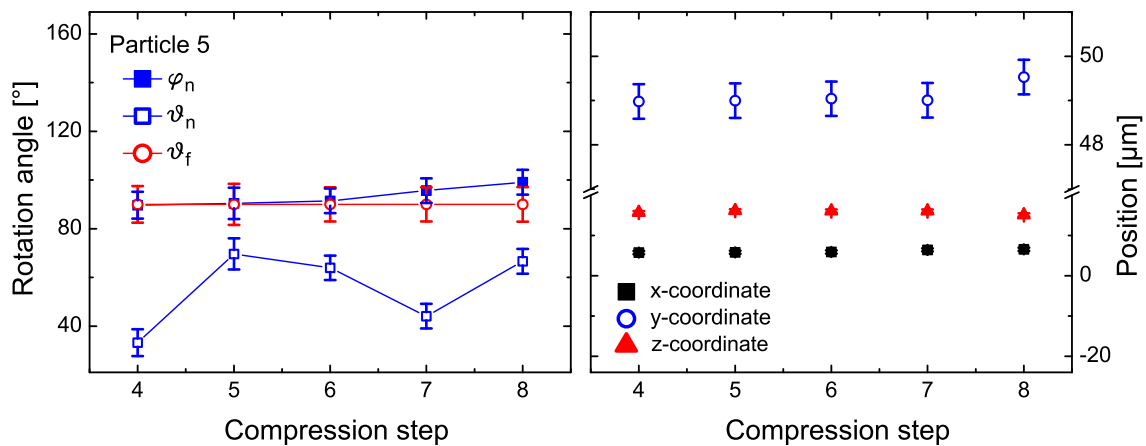 Rotation angle [°]
160
120
80
40
Particle 5
φn
ϑn
ϑf
4 5 6 7 8
Compression step
x-coordinate
y-coordinate
z-coordinate
4 5 6 7 8
Compression step
50
48
0
-20
Position [µm]